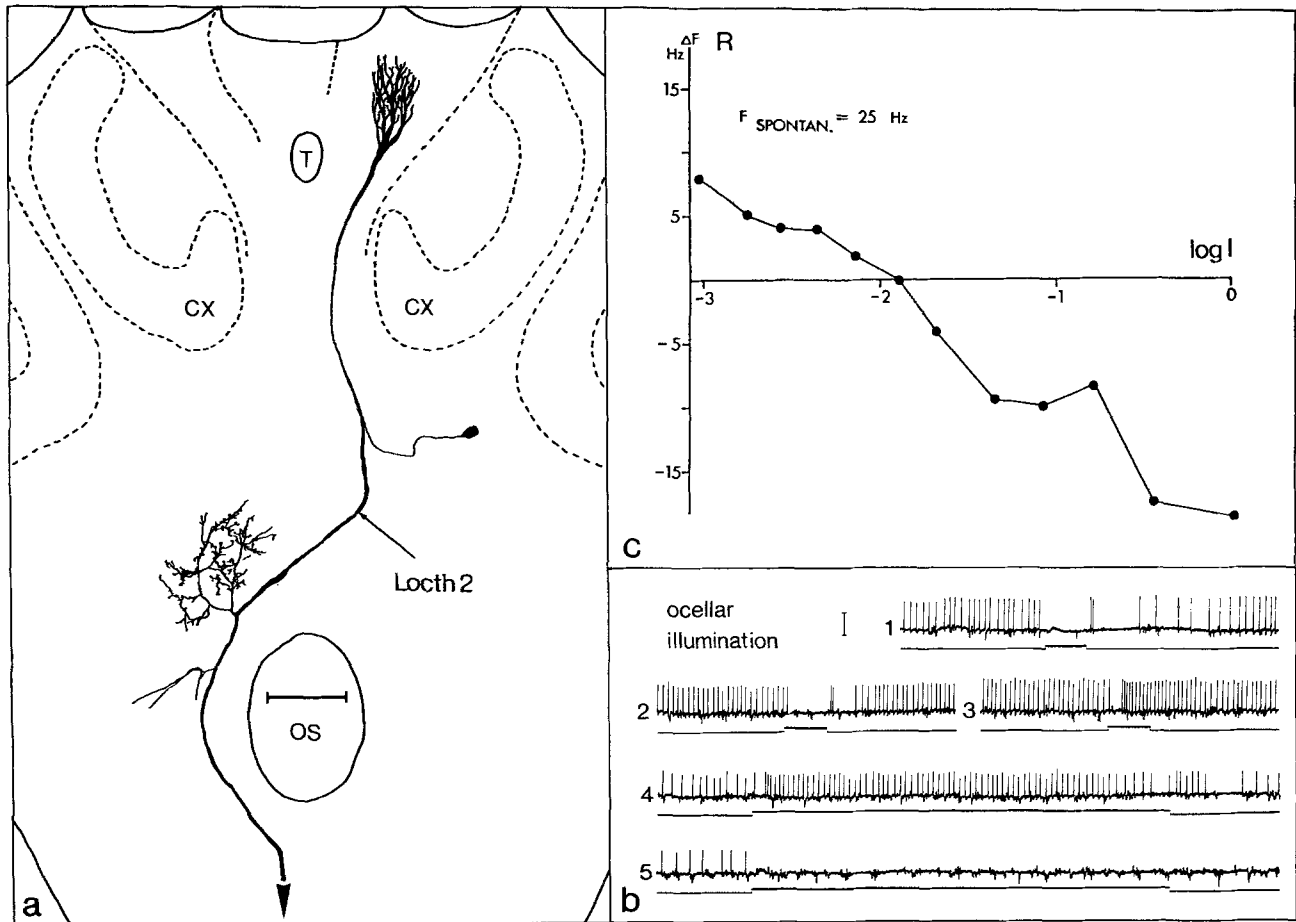 T
CX
CX
Locth 2
OS
a
ΔF R
Hz
15
F SPONTAN. = 25 Hz
5
log I
-3
-2
-1
0
-5
-15
c
ocellar
illumination
1
2
3
4
5
b